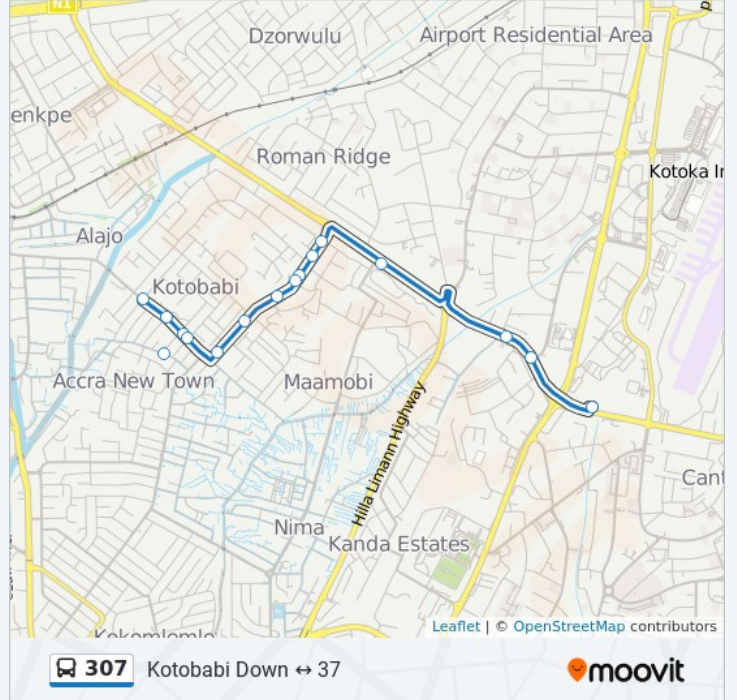 N1
Dzorwulu
Airport Residential Area
enkpe
Roman Ridge
Kotoka Ir
Alajo
Kotobabi
Accra New Town
Maamobi
Hilla Limann Highway
Cant
Nima
Kanda Estates
Kokomlemle
Leaflet | © OpenStreetMap contributors
307 Kotobabi Down ↔ 37
moovit